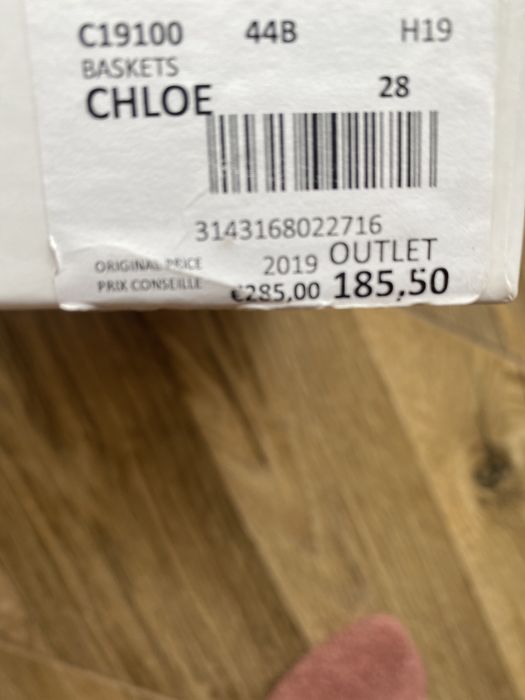 C19100 44B H19
BASKETS
CHLOE 28
3143168022716
ORIGINAL PRICE 2019 OUTLET
PRIX CONSEILLE €285,00 185,50